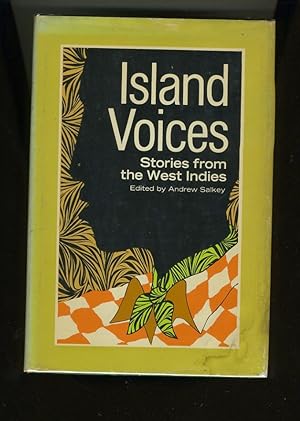 Island
Voices
Stories from
the West Indies
Edited by Andrew Salkey